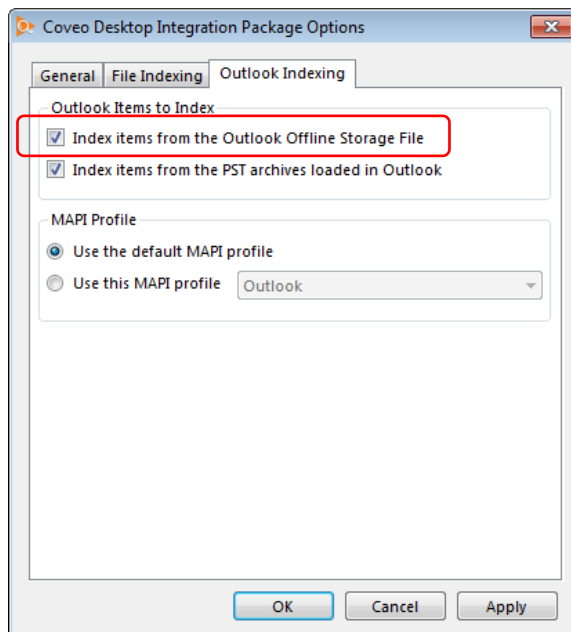 Coveo Desktop Integration Package Options
General File Indexing Outlook Indexing
Outlook Items to Index
Index items from the Outlook Offline Storage File
Index items from the PST archives loaded in Outlook
MAPI Profile
Use the default MAPI profile
Use this MAPI profile Outlook
OK Cancel Apply